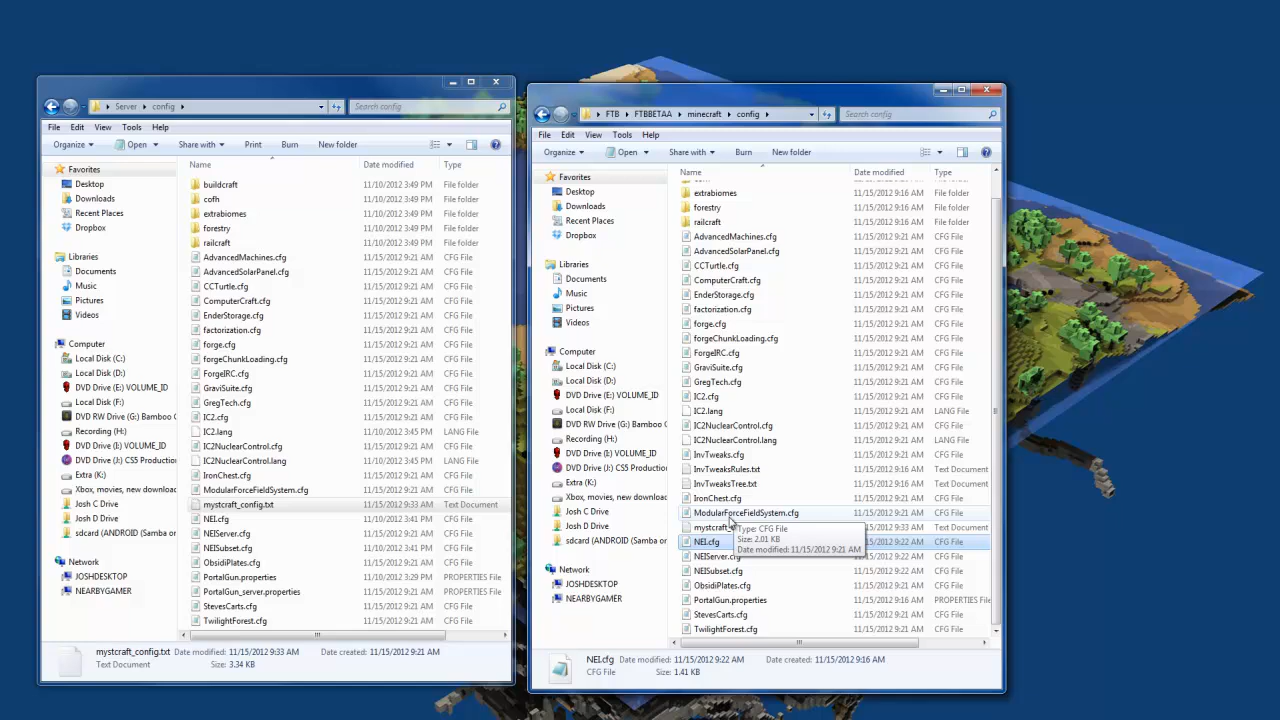 Server ▸ config ▸
Search config
File Edit View Tools Help
Organize ▾ Open ▾ Share with ▾ Print Burn New folder
Name Date modified Type
Favorites
Desktop
Downloads
Recent Places
Dropbox
Libraries
Documents
Music
Pictures
Videos
Computer
Local Disk (C:)
Local Disk (D:)
DVD Drive (E:) VOLUME_ID
DVD RW Drive (G:) Bamboo C
Recording (H:)
DVD Drive (I:) VOLUME_ID
DVD Drive (J:) CS5 Production
Extra (K:)
Xbox, movies, new download
Josh C Drive
Josh D Drive
sdcard (ANDROID (Samba or
Network
JOSHDESKTOP
NEARBYGAMER
buildcraft 11/10/2012 3:49 PM File folder
cofh 11/10/2012 3:49 PM File folder
extrabiomes 11/10/2012 3:49 PM File folder
forestry 11/10/2012 3:49 PM File folder
railcraft 11/10/2012 3:43 PM File folder
AdvancedMachines.cfg 11/15/2012 9:21 AM CFG File
AdvancedSolarPanel.cfg 11/15/2012 9:21 AM CFG File
CCTurtle.cfg 11/15/2012 9:21 AM CFG File
ComputerCraft.cfg 11/15/2012 9:21 AM CFG File
EnderStorage.cfg 11/15/2012 9:21 AM CFG File
factorization.cfg 11/15/2012 9:21 AM CFG File
forge.cfg 11/15/2012 9:21 AM CFG File
forgeChunkLoading.cfg 11/15/2012 9:21 AM CFG File
ForgeIRC.cfg 11/15/2012 9:21 AM CFG File
GraviSuite.cfg 11/15/2012 9:21 AM CFG File
GregTech.cfg 11/15/2012 9:21 AM CFG File
IC2.cfg 11/15/2012 9:21 AM CFG File
IC2.lang 11/10/2012 3:45 PM LANG File
IC2NuclearControl.cfg 11/15/2012 9:21 AM CFG File
IC2NuclearControl.lang 11/10/2012 3:41 PM LANG File
IronChest.cfg 11/15/2012 9:21 AM CFG File
ModularForceFieldSystem.cfg 11/15/2012 9:21 AM CFG File
mystcraft_config.txt 11/15/2012 9:33 AM Text Document
NEI.cfg 11/10/2012 3:41 PM CFG File
NEIServer.cfg 11/15/2012 9:21 AM CFG File
NEISubset.cfg 11/10/2012 3:41 PM CFG File
ObsidiPlates.cfg 11/15/2012 9:21 AM CFG File
PortalGun.properties 11/15/2012 9:21 AM PROPERTIES File
PortalGun_server.properties 11/15/2012 9:21 AM PROPERTIES File
StevesCarts.cfg 11/15/2012 9:21 AM CFG File
TwilightForest.cfg 11/15/2012 9:21 AM CFG File
mystcraft_config.txt Date modified: 11/15/2012 9:33 AM Date created: 11/15/2012 9:21 AM
Text Document Size: 3.34 KB
▸ FTB ▸ FTBBETAA ▸ minecraft ▸ config ▸
Search config
File Edit View Tools Help
Organize ▾ Open ▾ Share with ▾ Burn New folder
Name Date modified Type
Favorites
Desktop
Downloads
Recent Places
Dropbox
Libraries
Documents
Music
Pictures
Videos
Computer
Local Disk (C:)
Local Disk (D:)
DVD Drive (E:) VOLUME_ID
DVD RW Drive (G:) Bamboo C
Local Disk (F:)
Recording (H:)
DVD Drive (I:) VOLUME_ID
DVD Drive (J:) CS5 Productio
Extra (K:)
Xbox, movies, new download
Josh C Drive
Josh D Drive
sdcard (ANDROID (Samba or
Network
JOSHDESKTOP
NEARBYGAMER
extrabiomes 11/15/2012 9:16 AM File folder
forestry 11/15/2012 9:16 AM File folder
railcraft 11/15/2012 9:16 AM File folder
AdvancedMachines.cfg 11/15/2012 9:21 AM CFG File
AdvancedSolarPanel.cfg 11/15/2012 9:21 AM CFG File
CCTurtle.cfg 11/15/2012 9:21 AM CFG File
ComputerCraft.cfg 11/15/2012 9:21 AM CFG File
EnderStorage.cfg 11/15/2012 9:21 AM CFG File
factorization.cfg 11/15/2012 9:21 AM CFG File
forge.cfg 11/15/2012 9:21 AM CFG File
forgeChunkLoading.cfg 11/15/2012 9:21 AM CFG File
ForgeIRC.cfg 11/15/2012 9:21 AM CFG File
GraviSuite.cfg 11/15/2012 9:21 AM CFG File
GregTech.cfg 11/15/2012 9:21 AM CFG File
IC2.cfg 11/15/2012 9:21 AM CFG File
IC2.lang 11/15/2012 9:21 AM LANG File
IC2NuclearControl.cfg 11/15/2012 9:21 AM CFG File
IC2NuclearControl.lang 11/15/2012 9:21 AM LANG File
InvTweaks.cfg 11/15/2012 9:21 AM CFG File
InvTweaksRules.txt 11/15/2012 9:16 AM Text Document
InvTweaksTree.txt 11/15/2012 9:21 AM Text Document
IronChest.cfg 11/15/2012 9:21 AM CFG File
ModularForceFieldSystem.cfg 11/15/2012 9:21 AM CFG File
mystcraft_ 11/15/2012 9:33 AM Text Document
NEI.cfg 11/15/2012 9:22 AM CFG File
NEIServer.cfg 11/15/2012 9:21 AM CFG File
NEISubset.cfg 11/15/2012 9:22 AM CFG File
ObsidiPlates.cfg 11/15/2012 9:21 AM CFG File
PortalGun.properties 11/15/2012 9:16 AM PROPERTIES File
StevesCarts.cfg 11/15/2012 9:21 AM CFG File
TwilightForest.cfg 11/15/2012 9:21 AM CFG File
Type: CFG File
Size: 2.01 KB
Date modified: 11/15/2012 9:21 AM
NEI.cfg Date modified: 11/15/2012 9:22 AM Date created: 11/15/2012 9:16 AM
CFG File Size: 1.41 KB